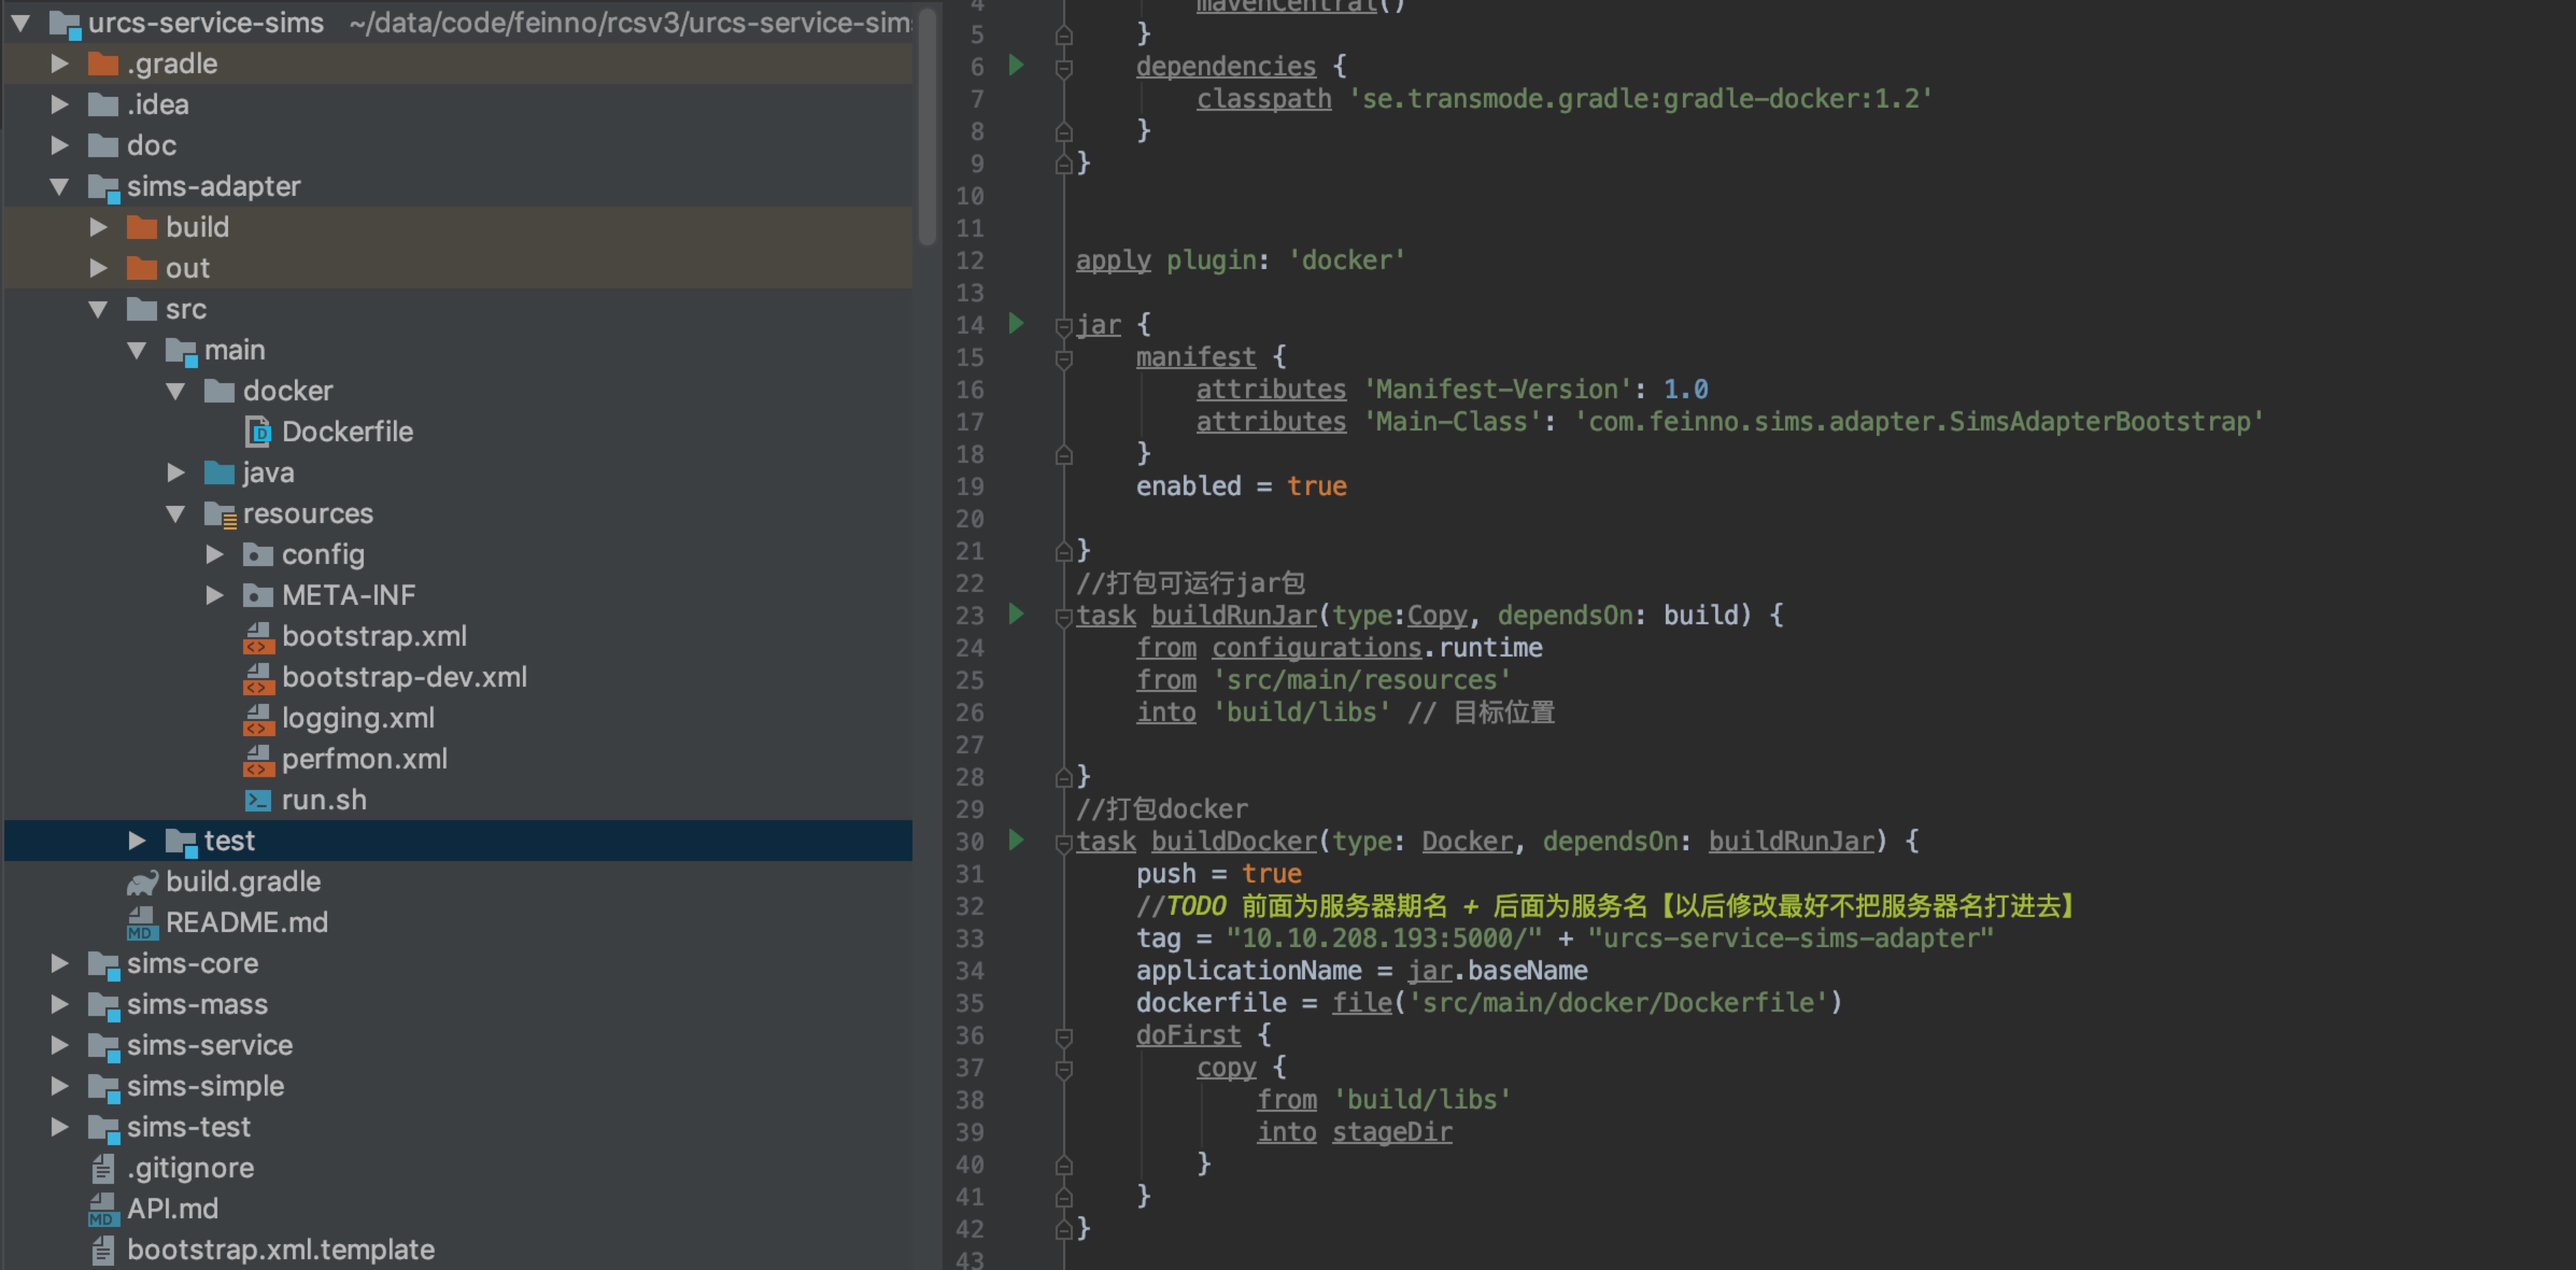 urcs-service-sims ~/data/code/feinno/rcsv3/urcs-service-sim
.gradle
.idea
doc
sims-adapter
build
out
src
main
docker
Dockerfile
java
resources
config
META-INF
bootstrap.xml
bootstrap-dev.xml
logging.xml
perfmon.xml
run.sh
test
build.gradle
README.md
sims-core
sims-mass
sims-service
sims-simple
sims-test
.gitignore
API.md
bootstrap.xml.template
4 mavenCentral()
5 }
6 dependencies {
7 classpath 'se.transmode.gradle:gradle-docker:1.2'
8 }
9 }
10
11
12 apply plugin: 'docker'
13
14 jar {
15 manifest {
16 attributes 'Manifest-Version': 1.0
17 attributes 'Main-Class': 'com.feinno.sims.adapter.SimsAdapterBootstrap'
18 }
19 enabled = true
20
21 }
22 //打包可运行jar包
23 task buildRunJar(type:Copy, dependsOn: build) {
24 from configurations.runtime
25 from 'src/main/resources'
26 into 'build/libs' // 目标位置
27
28 }
29 //打包docker
30 task buildDocker(type: Docker, dependsOn: buildRunJar) {
31 push = true
32 //TODO 前面为服务器期名 + 后面为服务名【以后修改最好不把服务器名打进去】
33 tag = "10.10.208.193:5000/" + "urcs-service-sims-adapter"
34 applicationName = jar.baseName
35 dockerfile = file('src/main/docker/Dockerfile')
36 doFirst {
37 copy {
38 from 'build/libs'
39 into stageDir
40 }
41 }
42 }
43